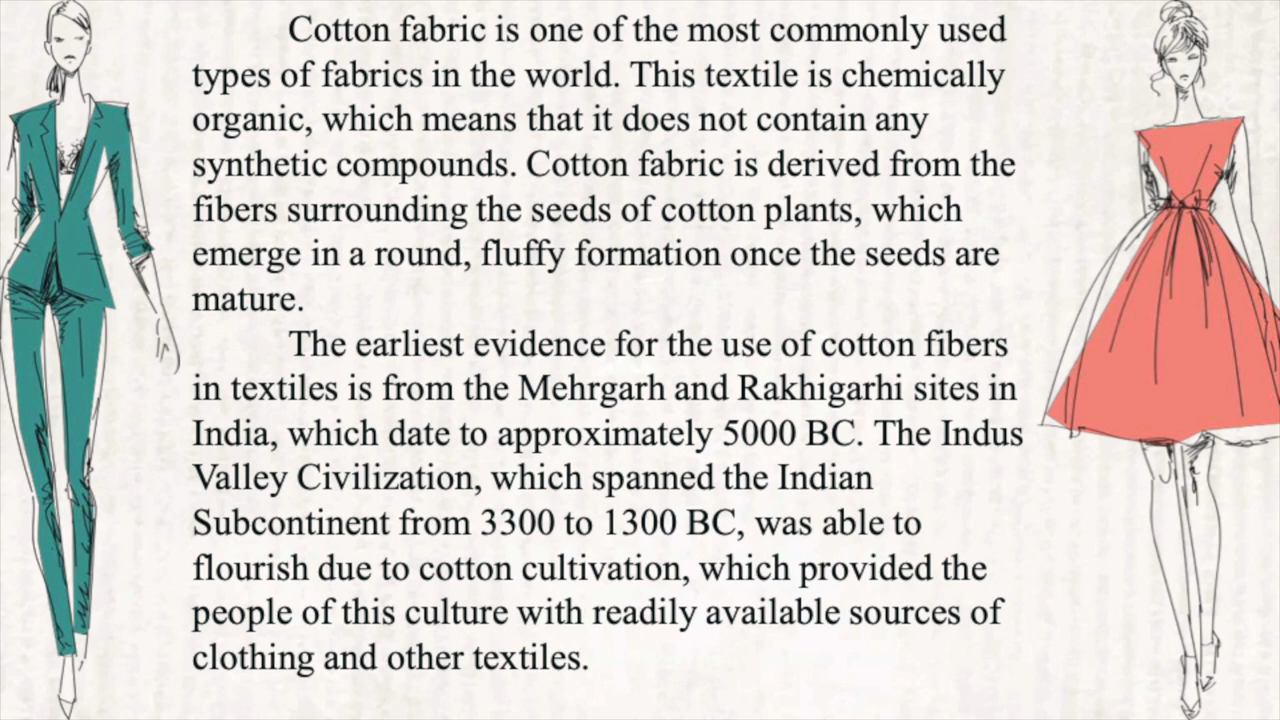 Cotton fabric is one of the most commonly used
types of fabrics in the world. This textile is chemically
organic, which means that it does not contain any
synthetic compounds. Cotton fabric is derived from the
fibers surrounding the seeds of cotton plants, which
emerge in a round, fluffy formation once the seeds are
mature.
The earliest evidence for the use of cotton fibers
in textiles is from the Mehrgarh and Rakhigarhi sites in
India, which date to approximately 5000 BC. The Indus
Valley Civilization, which spanned the Indian
Subcontinent from 3300 to 1300 BC, was able to
flourish due to cotton cultivation, which provided the
people of this culture with readily available sources of
clothing and other textiles.